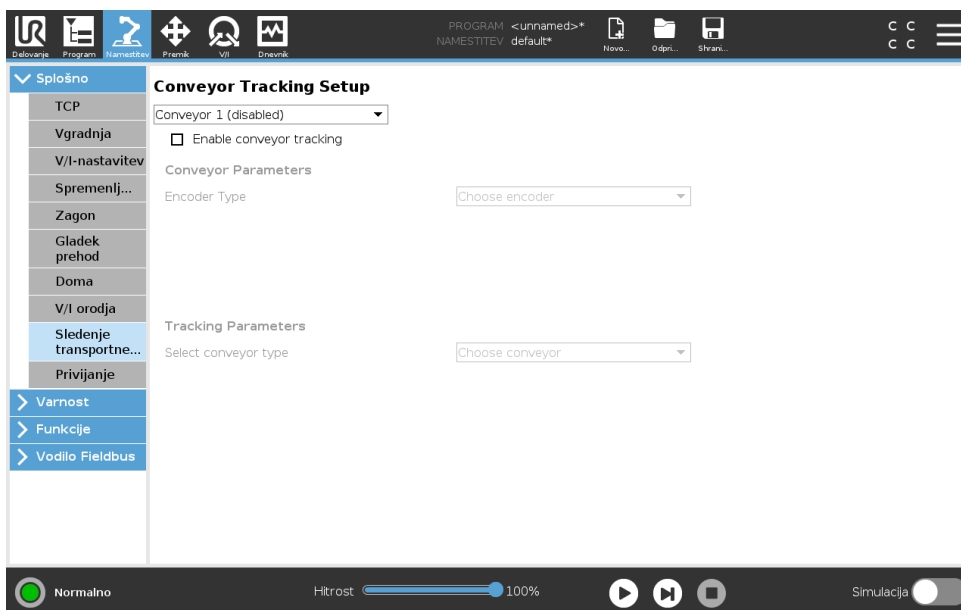 PROGRAM <unnamed>*
NAMESTITEV default*
UR
Delovanje
Program
Namestitev
Premik
V/I
Dnevnik
Novo...
Odpri...
Shrani...
C C
C C
Splošno
TCP
Vgradnja
V/I-nastavitev
Spremenlj...
Zagon
Gladek
prehod
Doma
V/I orodja
Sledenje
transportne...
Privijanje
Varnost
Funkcije
Vodilo Fieldbus
Conveyor Tracking Setup
Conveyor 1 (disabled)
Enable conveyor tracking
Conveyor Parameters
Encoder Type
Choose encoder
Tracking Parameters
Select conveyor type
Choose conveyor
Normalno
Hitrost
100%
Simulacija